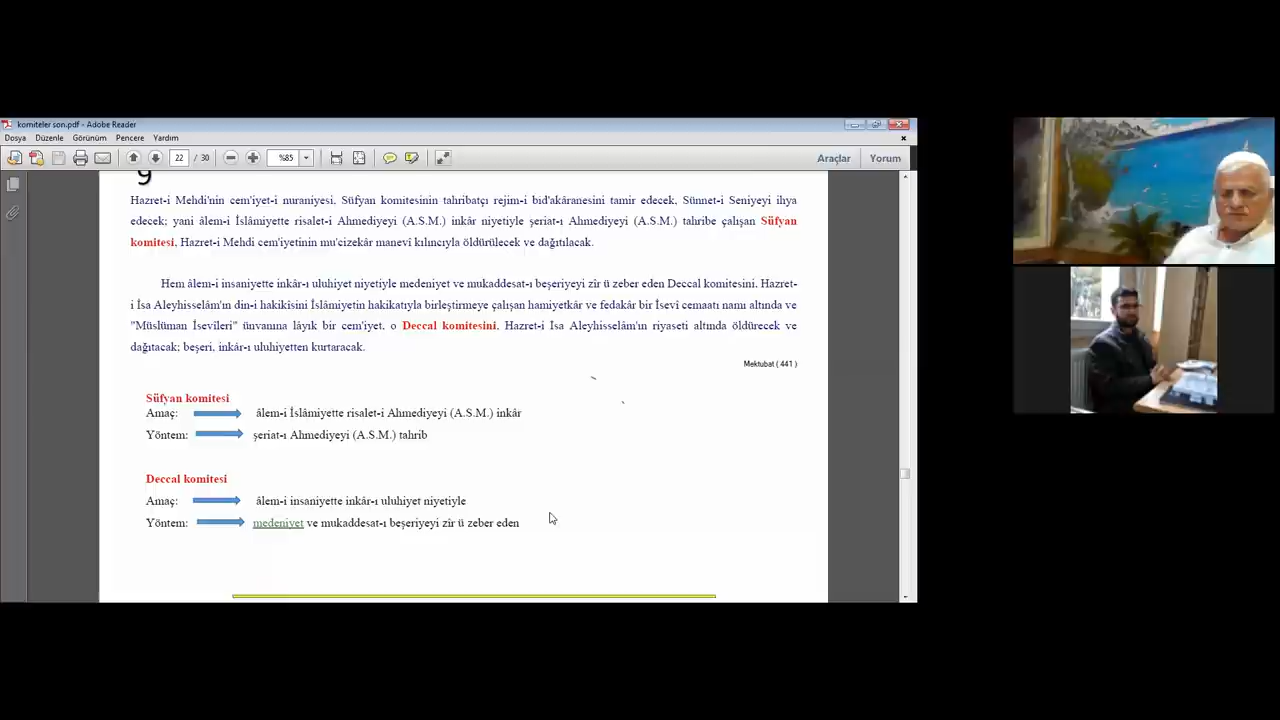 komiteler son.pdf - Adobe Reader
Dosya Düzenle Görünüm Pencere Yardım
22 / 30 %85 Araçlar Yorum
9
Hazret-i Mehdi'nin cem'iyet-i nuraniyesi, Süfyan komitesinin tahribatçı rejim-i bid'akâranesini tamir edecek, Sünnet-i Seniyeyi ihya
edecek; yani âlem-i İslâmiyette risalet-i Ahmediyeyi (A.S.M.) inkâr niyetiyle şeriat-ı Ahmediyeyi (A.S.M.) tahribe çalışan Süfyan
komitesi, Hazret-i Mehdi cem'iyetinin mu'cizekâr manevî kılıncıyla öldürülecek ve dağıtılacak.
Hem âlem-i insaniyette inkâr-ı uluhiyet niyetiyle medeniyet ve mukaddesat-ı beşeriyeyi zîr ü zeber eden Deccal komitesini, Hazret-
i İsa Aleyhisselâm'ın din-i hakikîsini İslâmiyetin hakikatıyla birleştirmeye çalışan hamiyetkâr ve fedakâr bir İsevî cemaatı namı altında ve
"Müslüman İsevîleri" ünvanına lâyık bir cem'iyet, o Deccal komitesini, Hazret-i İsa Aleyhisselâm'ın riyaseti altında öldürecek ve
dağıtacak; beşeri, inkâr-ı uluhiyetten kurtaracak.
Mektubat ( 441 )
Süfyan komitesi
Amaç: âlem-i İslâmiyette risalet-i Ahmediyeyi (A.S.M.) inkâr
Yöntem: şeriat-ı Ahmediyeyi (A.S.M.) tahrib
Deccal komitesi
Amaç: âlem-i insaniyette inkâr-ı uluhiyet niyetiyle
Yöntem: medeniyet ve mukaddesat-ı beşeriyeyi zîr ü zeber eden